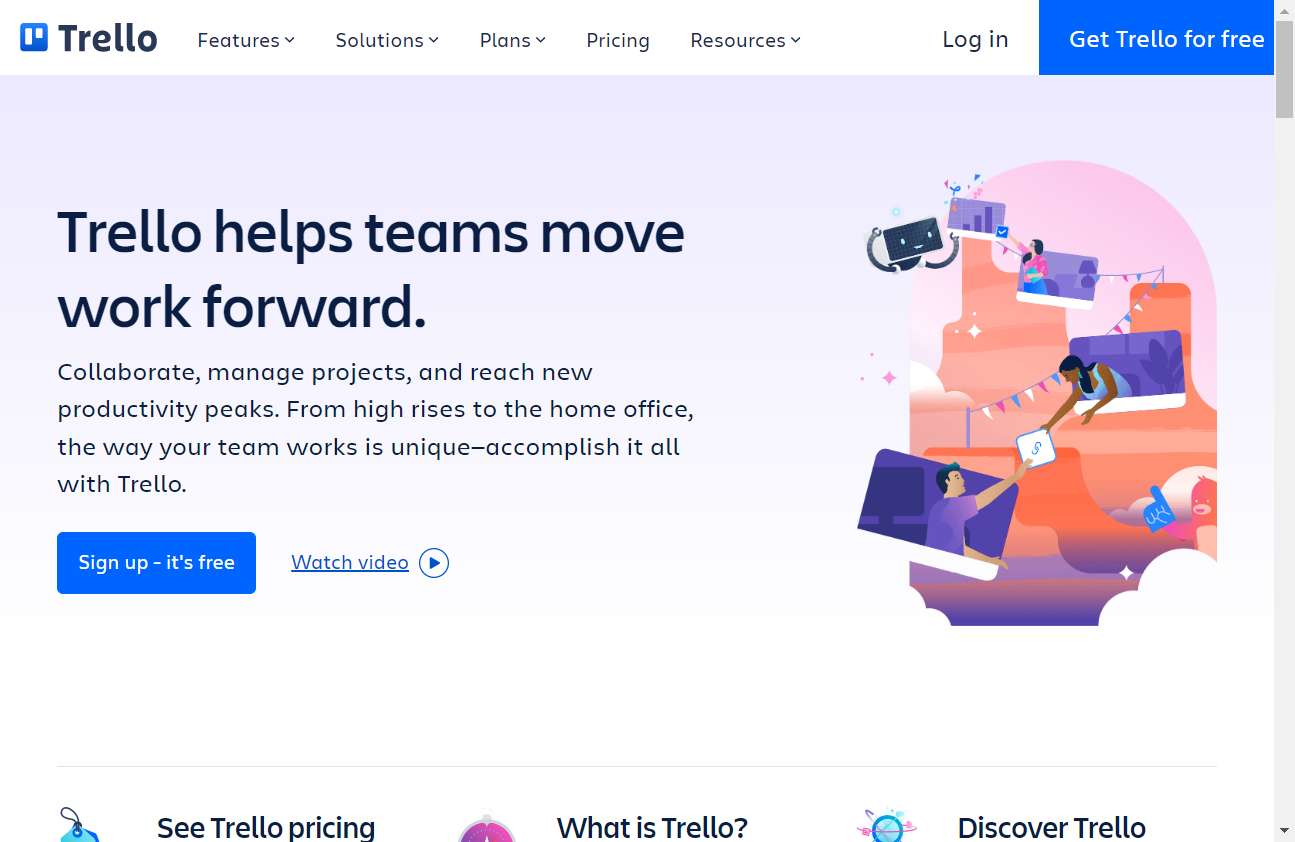 Trello
Features
Solutions
Plans
Pricing
Resources
Log in
Get Trello for free
Trello helps teams move
work forward.
Collaborate, manage projects, and reach new
productivity peaks. From high rises to the home office,
the way your team works is unique—accomplish it all
with Trello.
Sign up - it's free
Watch video
See Trello pricing
What is Trello?
Discover Trello